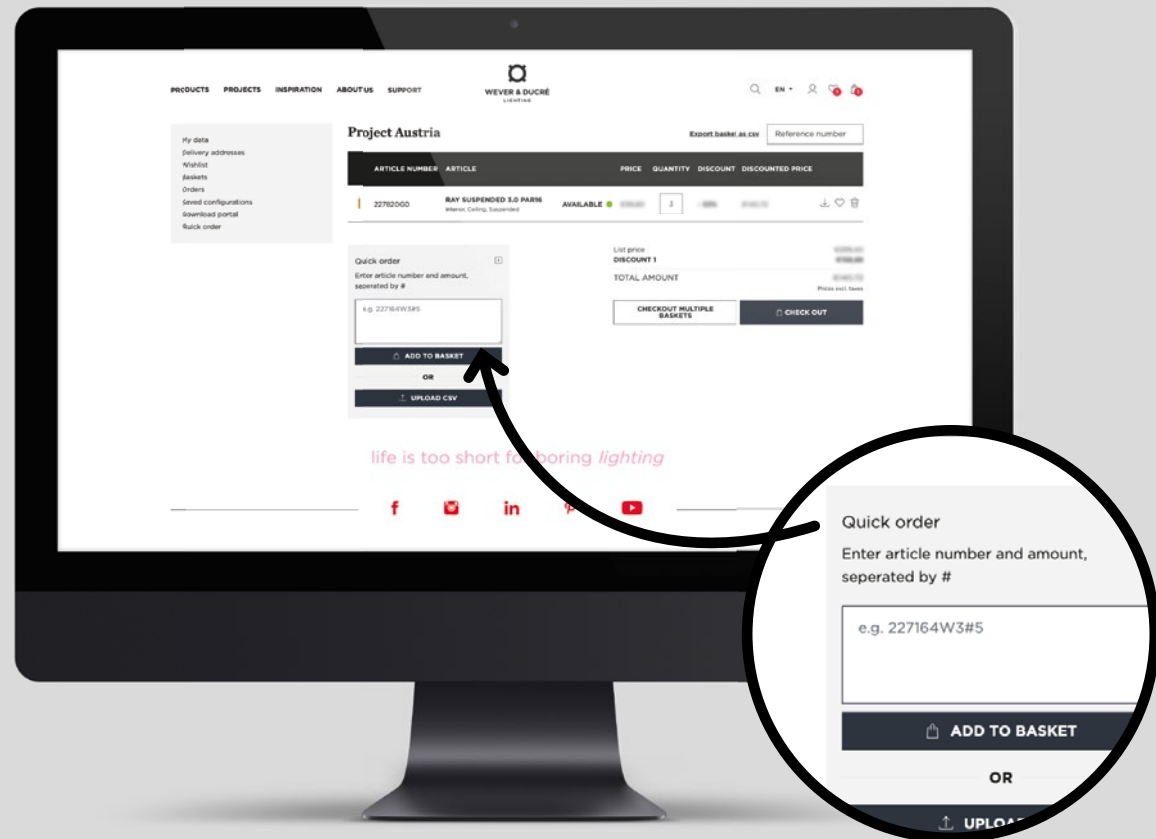 PRODUCTS PROJECTS INSPIRATION ABOUT US SUPPORT
WEVER & DUCRÉ
LIGHTING
EN
My data
Delivery addresses
Wishlist
Baskets
Orders
Saved configurations
Download portal
Quick order
Project Austria
Export basket as csv
Reference number
ARTICLE NUMBER ARTICLE PRICE QUANTITY DISCOUNT DISCOUNTED PRICE
227820G0 RAY SUSPENDED 3.0 PAR16 AVAILABLE 3
Interior, Ceiling, Suspended
Quick order
Enter article number and amount,
seperated by #
e.g. 227164W3#5
ADD TO BASKET
OR
UPLOAD CSV
List price
DISCOUNT 1
TOTAL AMOUNT
Prices excl. taxes
CHECKOUT MULTIPLE
BASKETS
CHECK OUT
life is too short for boring lighting
f in
Quick order
Enter article number and amount,
seperated by #
e.g. 227164W3#5
ADD TO BASKET
OR